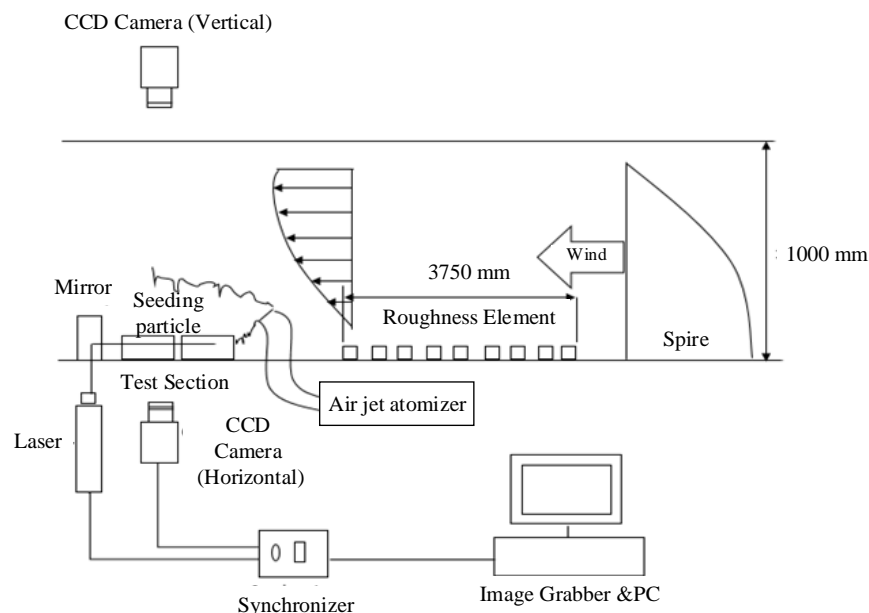 CCD Camera (Vertical)
1000 mm
Wind
3750 mm
Mirror
Seeding
particle
Roughness Element
Spire
Test Section
Air jet atomizer
Laser
CCD
Camera
(Horizontal)
Image Grabber &PC
Synchronizer